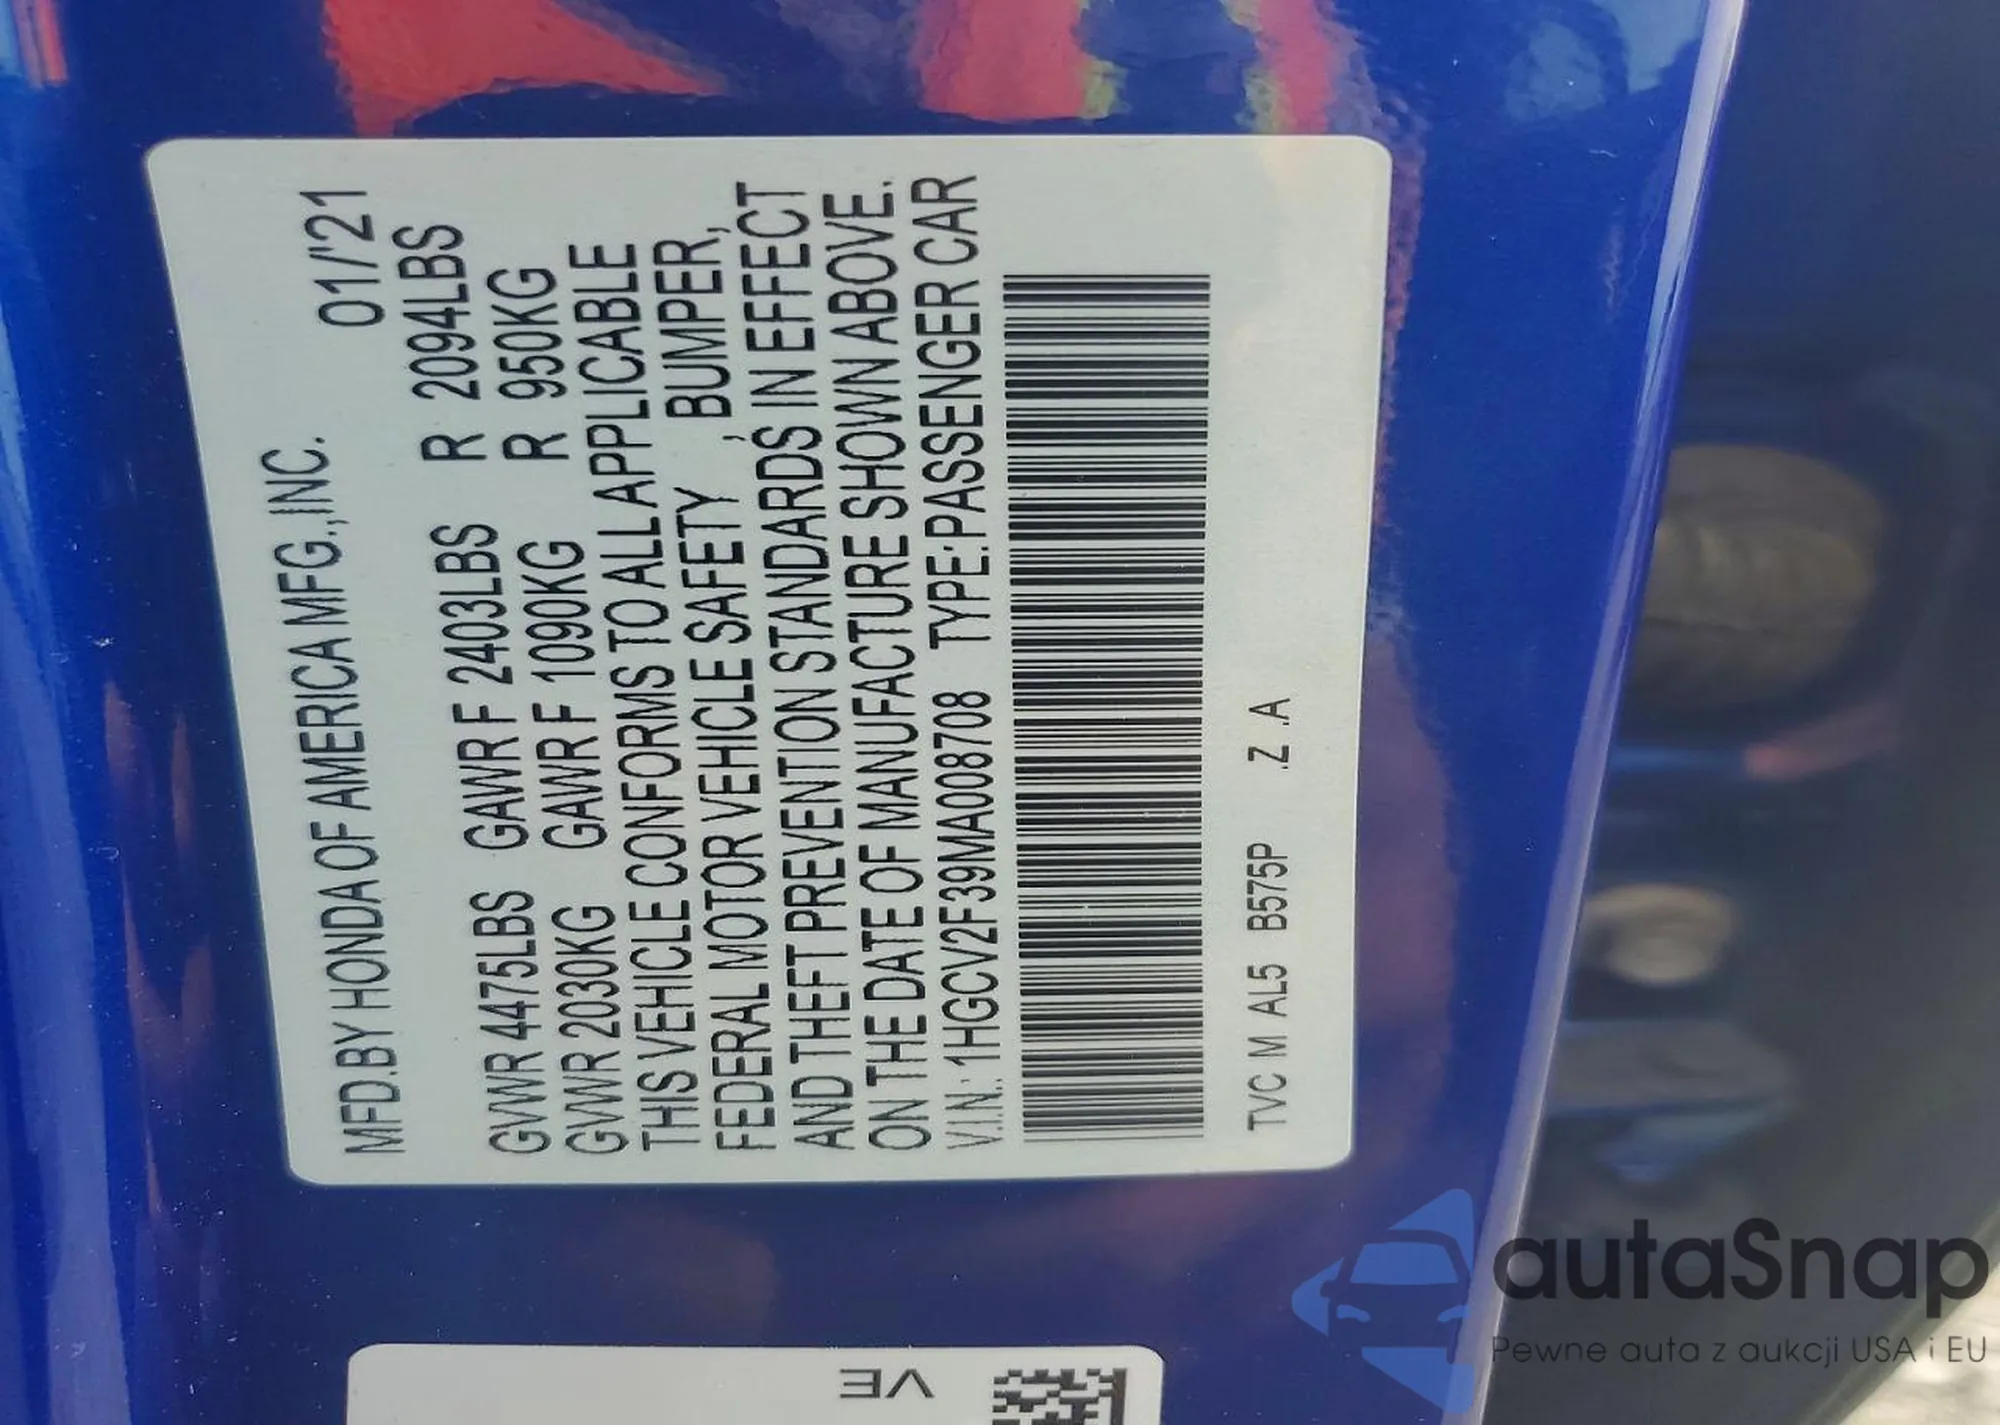 MFD.BY HONDA OF AMERICA MFG.,INC. 01/'21
GVWR 4475LBS GAWR F 2403LBS R 2094LBS
GVWR 2030KG GAWR F 1090KG R 950KG
THIS VEHICLE CONFORMS TO ALL APPLICABLE
FEDERAL MOTOR VEHICLE SAFETY , BUMPER,
AND THEFT PREVENTION STANDARDS IN EFFECT
ON THE DATE OF MANUFACTURE SHOWN ABOVE.
V.I.N.: 1HGCV2F39MA008708 TYPE:PASSENGER CAR
TVC M AL5 B575P .Z .A
VE
autaSnap
Pewne auta z aukcji USA i EU